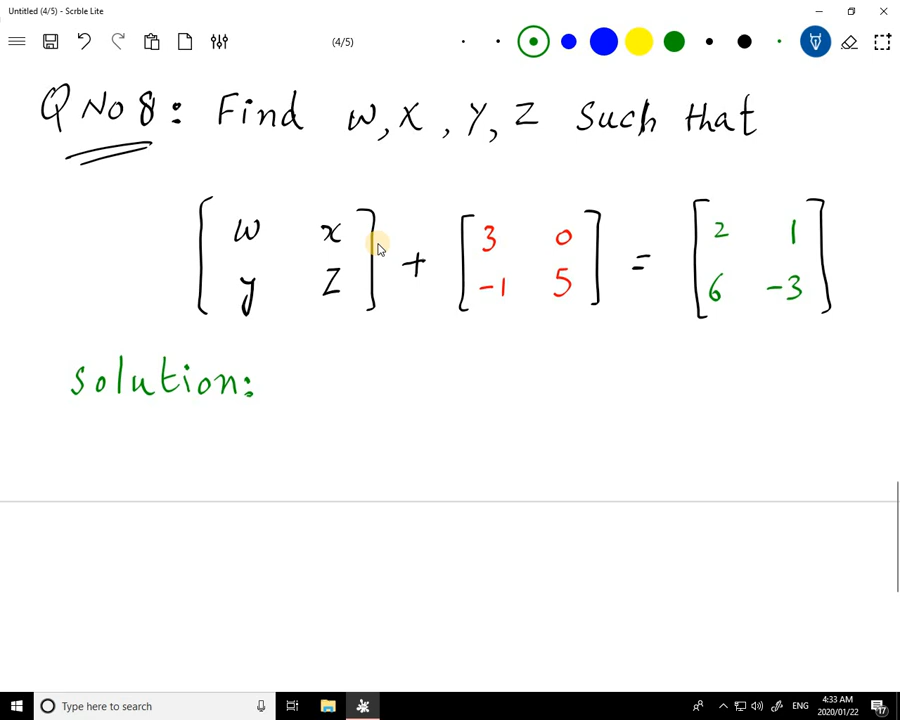 Untitled (4/5) - Scrble Lite
(4/5)
Q No 8: Find w, x, y, z such that
[ w x ] + [ 3 0 ] = [ 2 1 ]
[ y z ] [ -1 5 ] [ 6 -3 ]
solution:
Type here to search
ENG
4:33 AM
2020/01/22
17